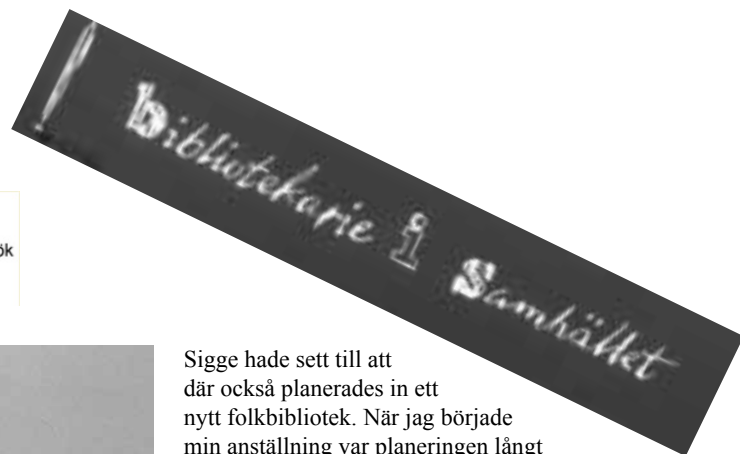 bibliotekarie i Samhället
ök
Sigge hade sett till att
där också planerades in ett
nytt folkbibliotek. När jag började
min anställning var planeringen långt